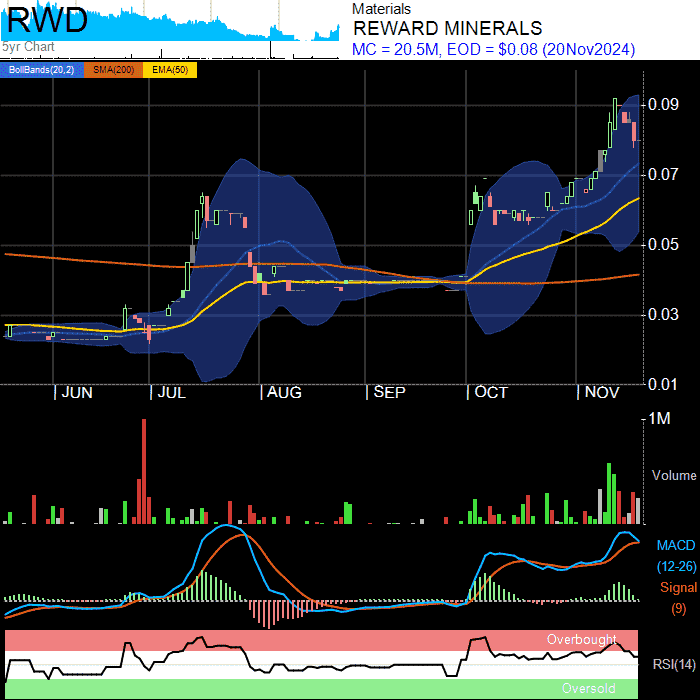 RWD
5yr Chart
Materials
REWARD MINERALS
MC = 20.5M, EOD = $0.08 (20Nov2024)
BollBands(20,2) SMA(200) EMA(50)
0.09
0.07
0.05
0.03
0.01
JUN JUL AUG SEP OCT NOV
1M
Volume
MACD
(12-26)
Signal
(9)
Overbought
RSI(14)
Oversold